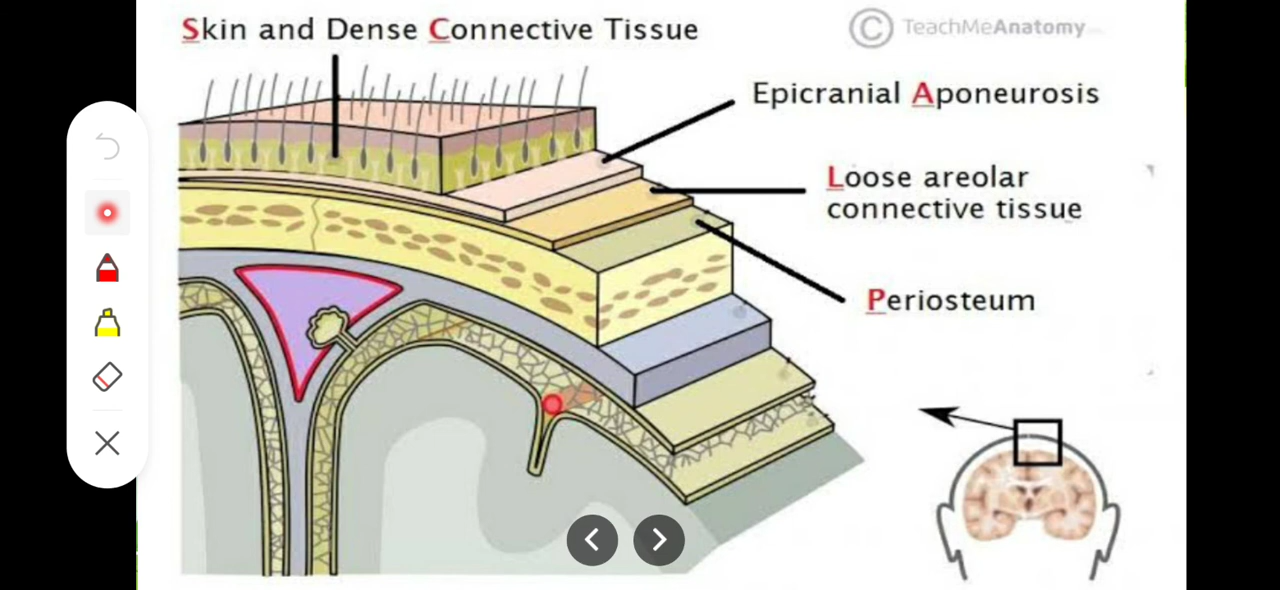 Skin and Dense Connective Tissue
© TeachMeAnatomy
Epicranial Aponeurosis
Loose areolar
connective tissue
Periosteum